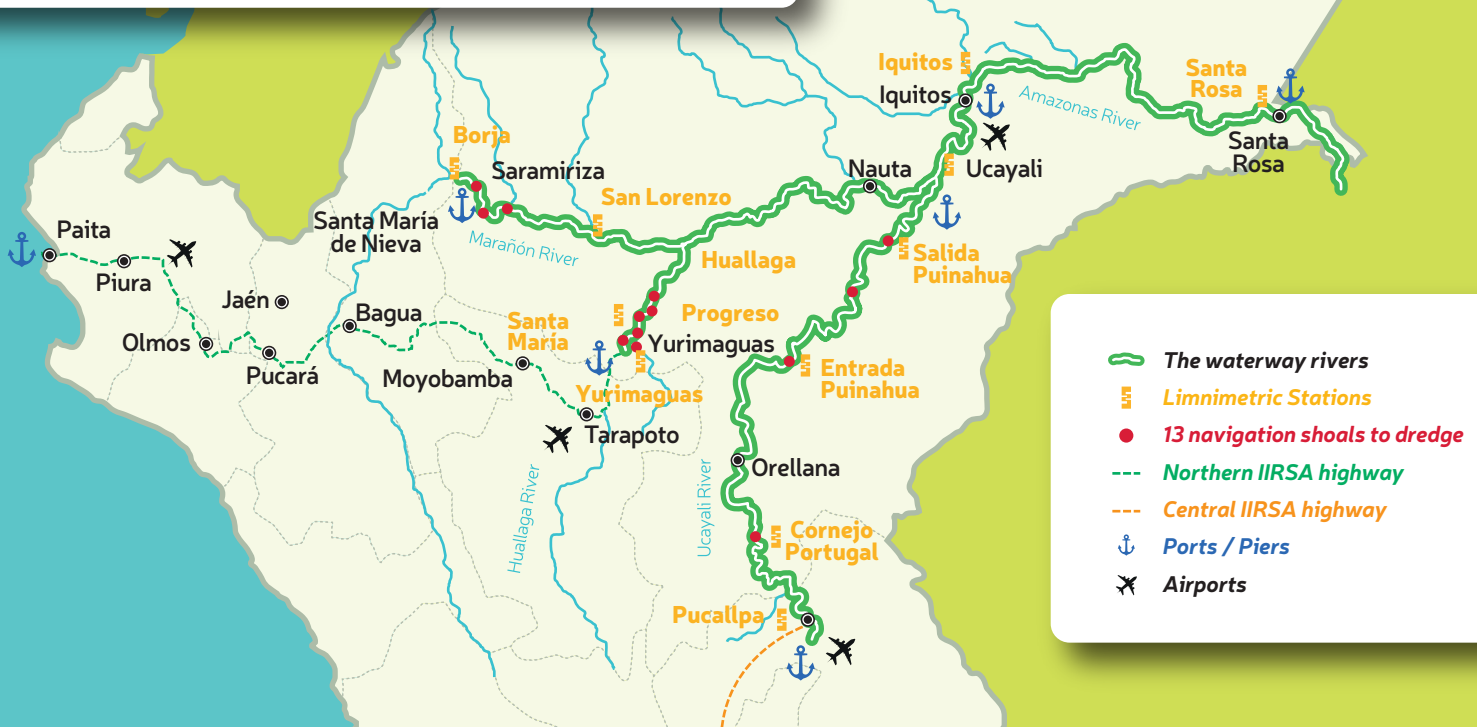 Iquitos
Iquitos
Amazonas River
Santa
Rosa
Santa
Rosa
Borja
Saramiriza
San Lorenzo
Nauta
Ucayali
Santa María
de Nieva
Marañón River
Paita
Piura
Huallaga
Salida
Puinahua
Jaén
Bagua
Santa
María
Progreso
Olmos
Yurimaguas
Pucará
Moyobamba
Yurimaguas
Entrada
Puinahua
Tarapoto
Orellana
Huallaga River
Ucayali River
Cornejo
Portugal
Pucallpa
The waterway rivers
Limnimetric Stations
13 navigation shoals to dredge
Northern IIRSA highway
Central IIRSA highway
Ports / Piers
Airports